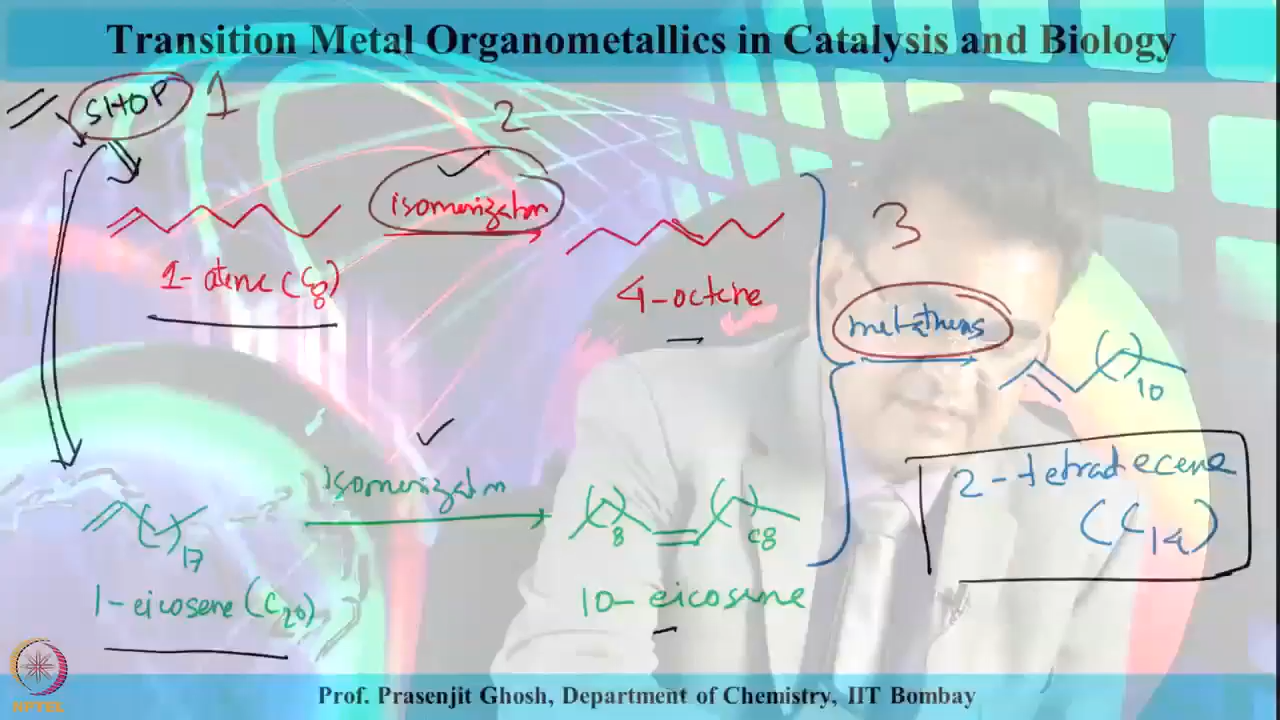 Transition Metal Organometallics in Catalysis and Biology
SHOP 1
2
isomerization
1-octene (C8)
4-octene
3
metathesis
10
2-tetradecene
(C14)
isomerizatn
17
1-eicosene (C20)
8
C8
10-eicosene
Prof. Prasenjit Ghosh, Department of Chemistry, IIT Bombay
NPTEL